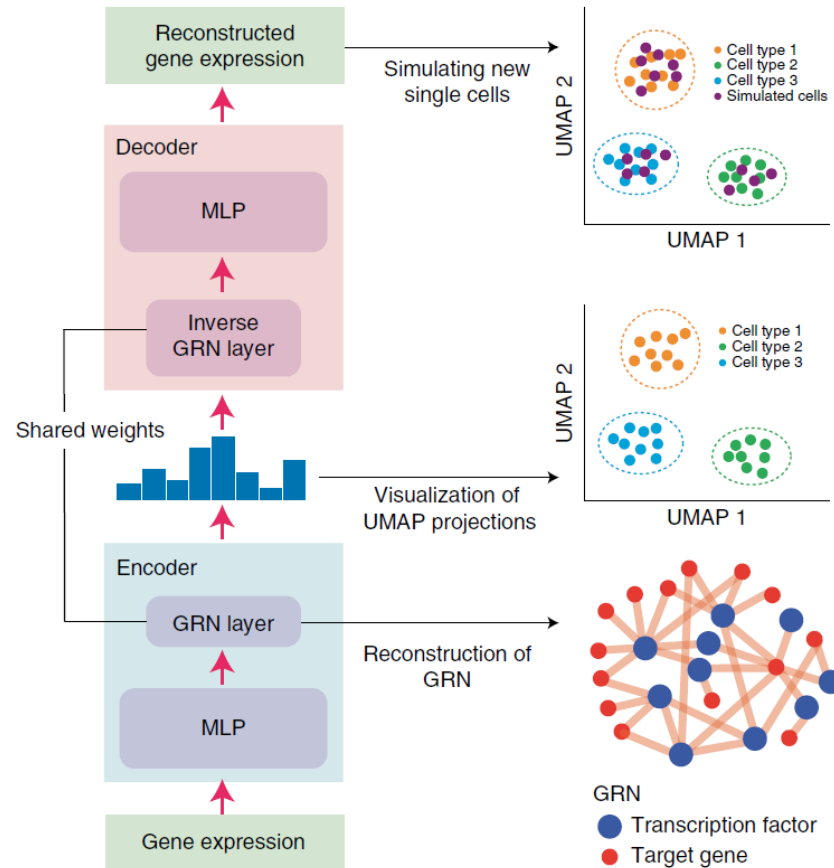 Reconstructed
gene expression
Simulating new
single cells
UMAP 2
Cell type 1
Cell type 2
Cell type 3
Simulated cells
UMAP 1
Decoder
MLP
Inverse
GRN layer
Shared weights
Visualization of
UMAP projections
UMAP 2
Cell type 1
Cell type 2
Cell type 3
UMAP 1
Encoder
GRN layer
Reconstruction of
GRN
MLP
Gene expression
GRN
Transcription factor
Target gene